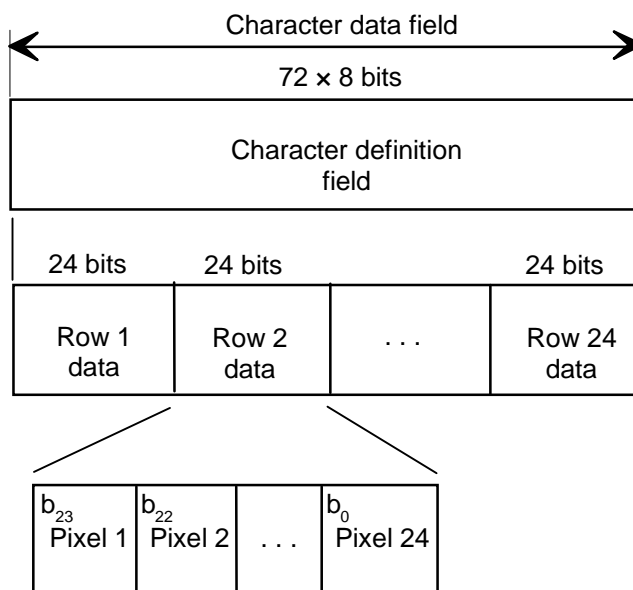 Character data field
72 × 8 bits
Character definition
field
24 bits 24 bits 24 bits
Row 1 Row 2 . . . Row 24
data data data
b23 b22 b0
Pixel 1 Pixel 2 . . . Pixel 24